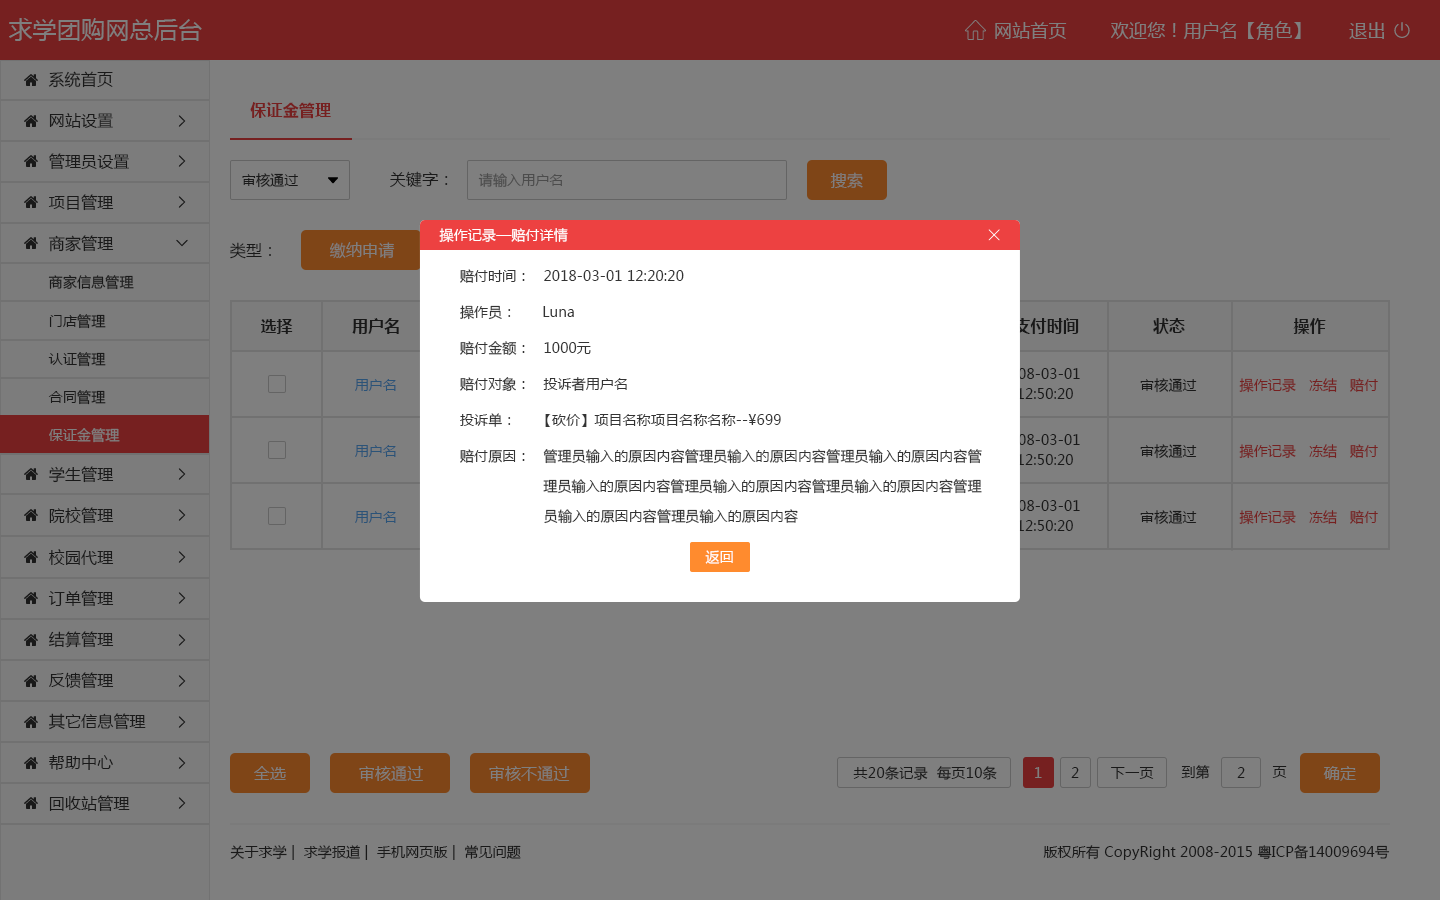 求学团购网总后台
网站首页 欢迎您！用户名【角色】 退出
系统首页
网站设置
管理员设置
项目管理
商家管理
商家信息管理
门店管理
认证管理
合同管理
保证金管理
学生管理
院校管理
校园代理
订单管理
结算管理
反馈管理
其它信息管理
帮助中心
回收站管理
保证金管理
审核通过 关键字： 请输入用户名 搜索
类型： 缴纳申请
选择 用户名 支付时间 状态 操作
用户名 08-03-01 12:50:20 审核通过 操作记录 冻结 赔付
用户名 08-03-01 12:50:20 审核通过 操作记录 冻结 赔付
用户名 08-03-01 12:50:20 审核通过 操作记录 冻结 赔付
操作记录—赔付详情
赔付时间： 2018-03-01 12:20:20
操作员： Luna
赔付金额： 1000元
赔付对象： 投诉者用户名
投诉单： 【砍价】项目名称项目名称名称--¥699
赔付原因： 管理员输入的原因内容管理员输入的原因内容管理员输入的原因内容管
理员输入的原因内容管理员输入的原因内容管理员输入的原因内容管理
员输入的原因内容管理员输入的原因内容
返回
全选 审核通过 审核不通过 共20条记录 每页10条 1 2 下一页 到第 2 页 确定
关于求学 | 求学报道 | 手机网页版 | 常见问题
版权所有 CopyRight 2008-2015 粤ICP备14009694号